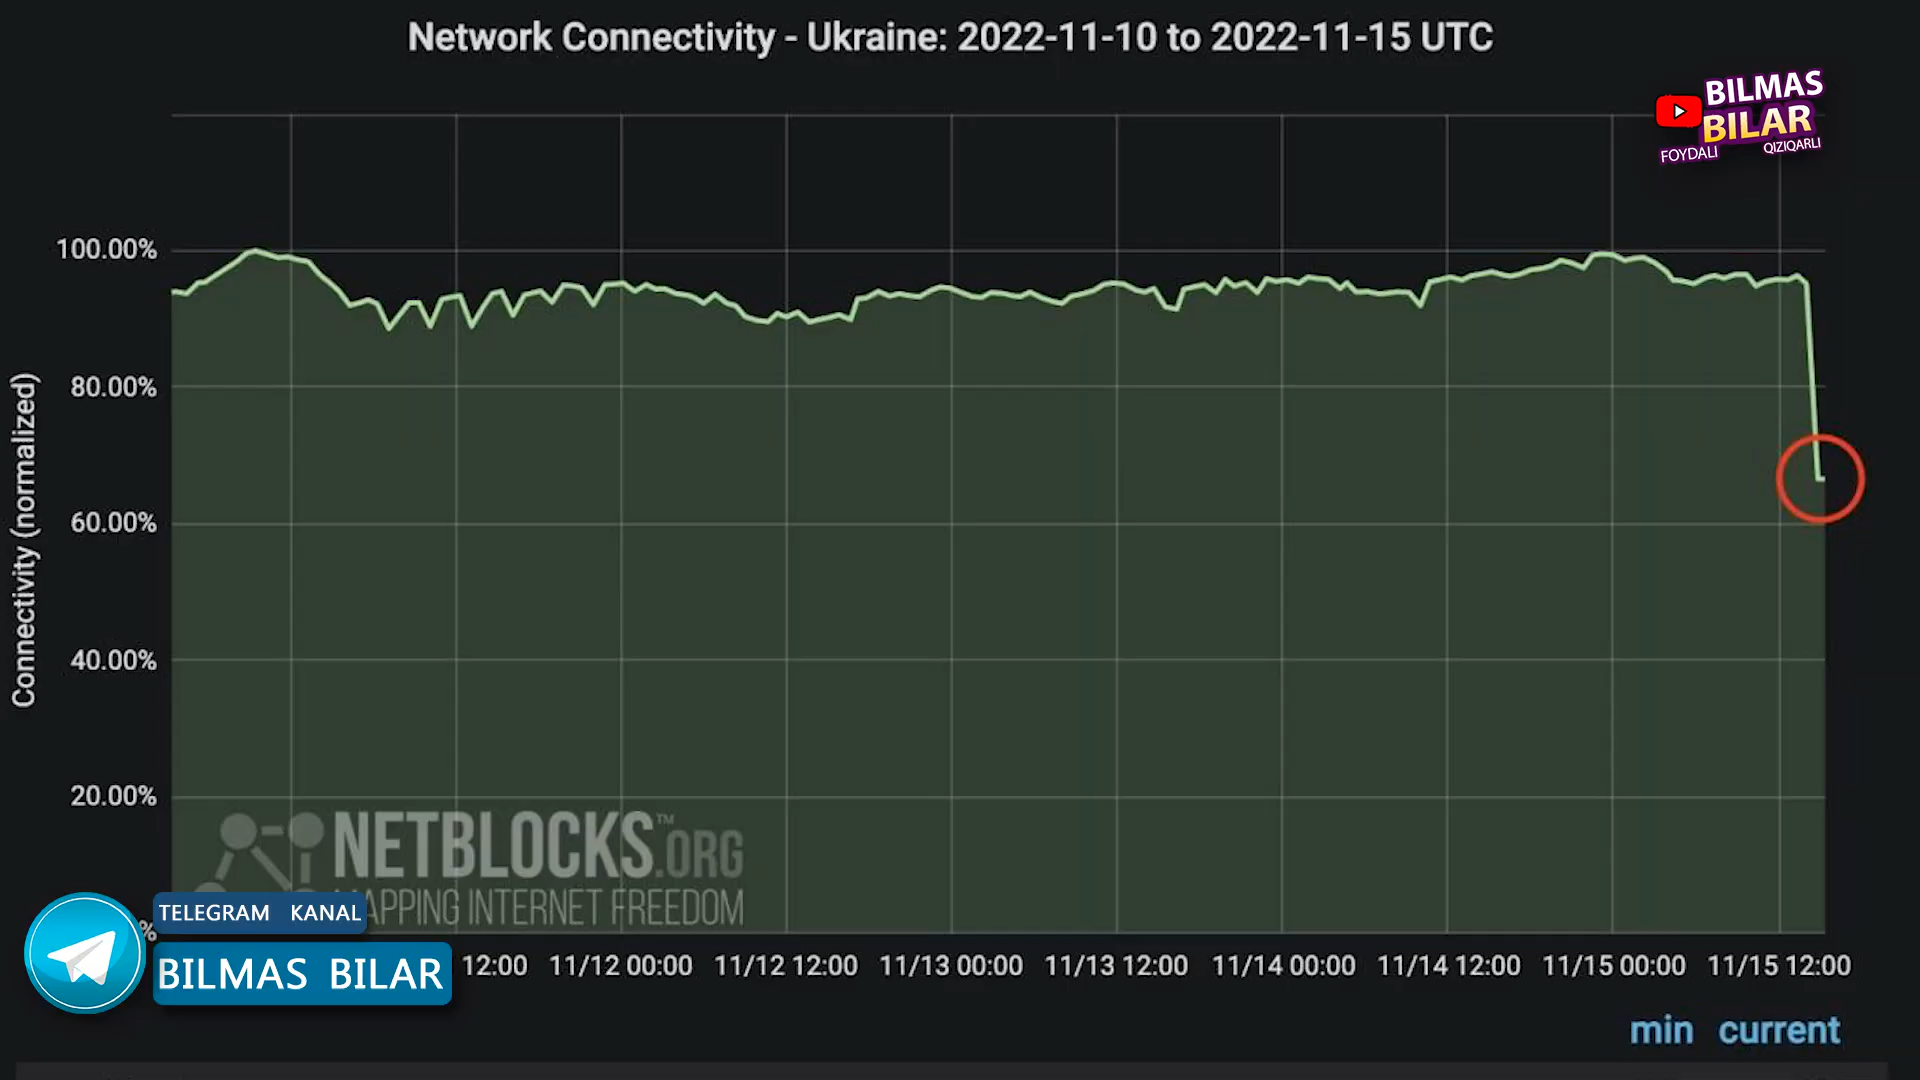 Network Connectivity - Ukraine: 2022-11-10 to 2022-11-15 UTC
BILMAS
BILAR
FOYDALI QIZIQARLI
100.00%
80.00%
60.00%
40.00%
20.00%
%
Connectivity (normalized)
NETBLOCKS.ORG™
MAPPING INTERNET FREEDOM
TELEGRAM KANAL
BILMAS BILAR
12:00 11/12 00:00 11/12 12:00 11/13 00:00 11/13 12:00 11/14 00:00 11/14 12:00 11/15 00:00 11/15 12:00
min current